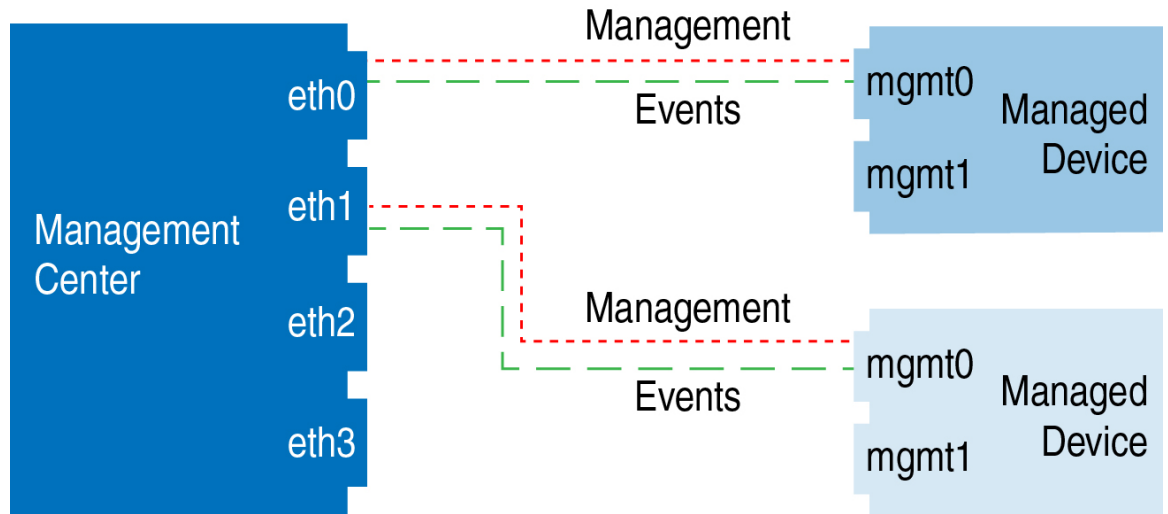 Management
Center
eth0
eth1
eth2
eth3
Management
Events
mgmt0
mgmt1
Managed
Device
Management
Events
mgmt0
mgmt1
Managed
Device